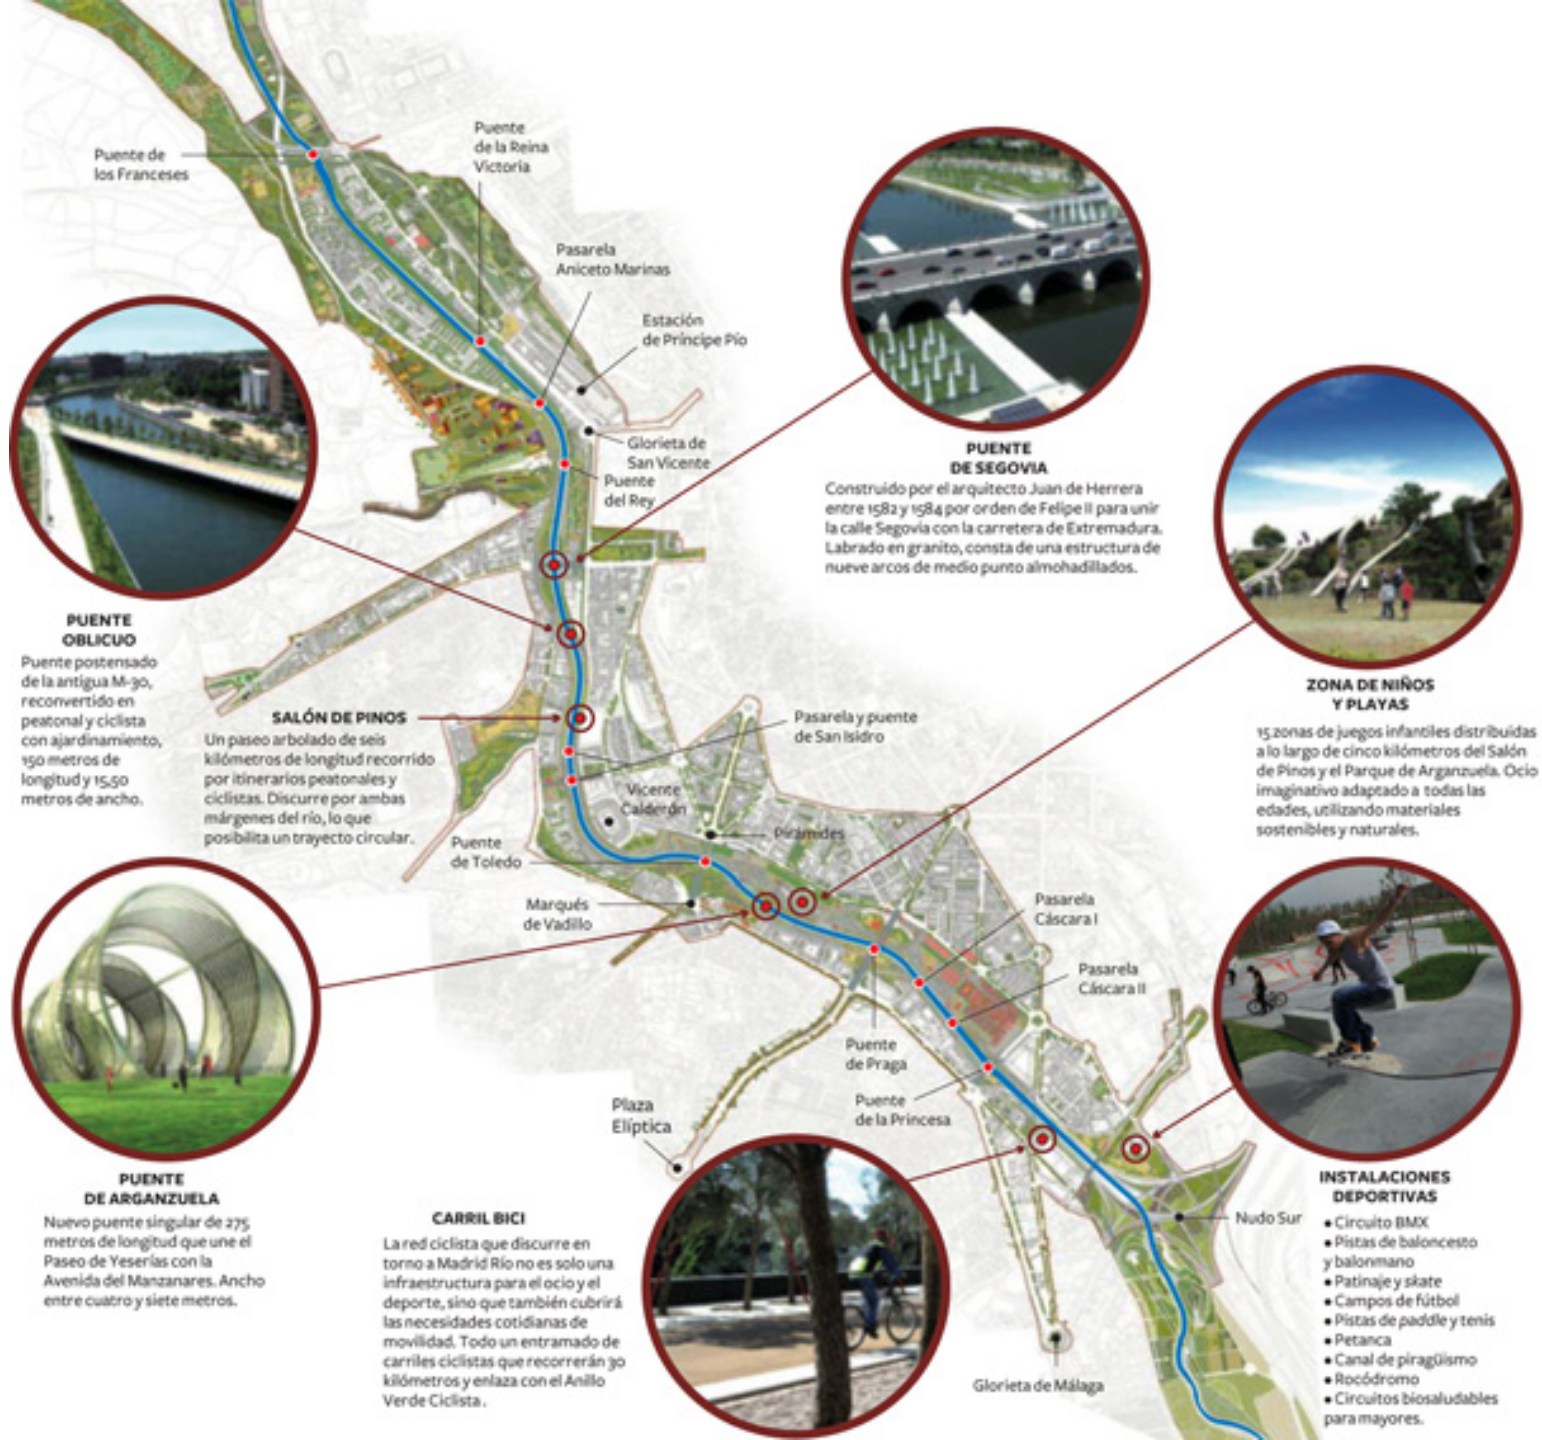 Puente de
los Franceses
Puente
de la Reina
Victoria
Pasarela
Aniceto Marinas
Estación
de Príncipe Pío
Glorieta de
San Vicente
Puente
del Rey
PUENTE
DE SEGOVIA
Construido por el arquitecto Juan de Herrera
entre 1582 y 1584 por orden de Felipe II para unir
la calle Segovia con la carretera de Extremadura.
Labrado en granito, consta de una estructura de
nueve arcos de medio punto almohadillados.
PUENTE
OBLICUO
Puente postensado
de la antigua M-30,
reconvertido en
peatonal y ciclista
con ajardinamiento,
150 metros de
longitud y 15,50
metros de ancho.
SALÓN DE PINOS
Un paseo arbolado de seis
kilómetros de longitud recorrido
por itinerarios peatonales y
ciclistas. Discurre por ambas
márgenes del río, lo que
posibilita un trayecto circular.
Pasarela y puente
de San Isidro
Vicente
Calderón
Pirámides
Puente
de Toledo
Marqués
de Vadillo
ZONA DE NIÑOS
Y PLAYAS
15 zonas de juegos infantiles distribuidas
a lo largo de cinco kilómetros del Salón
de Pinos y el Parque de Arganzuela. Ocio
imaginativo adaptado a todas las
edades, utilizando materiales
sostenibles y naturales.
Pasarela
Cáscara I
Pasarela
Cáscara II
Puente
de Praga
Puente
de la Princesa
Plaza
Elíptica
PUENTE
DE ARGANZUELA
Nuevo puente singular de 275
metros de longitud que une el
Paseo de Yeserías con la
Avenida del Manzanares. Ancho
entre cuatro y siete metros.
CARRIL BICI
La red ciclista que discurre en
torno a Madrid Río no es solo una
infraestructura para el ocio y el
deporte, sino que también cubrirá
las necesidades cotidianas de
movilidad. Todo un entramado de
carriles ciclistas que recorrerán 30
kilómetros y enlaza con el Anillo
Verde Ciclista.
Nudo Sur
Glorieta de Málaga
INSTALACIONES
DEPORTIVAS
• Circuito BMX
• Pistas de baloncesto
y balonmano
• Patinaje y skate
• Campos de fútbol
• Pistas de paddle y tenis
• Petanca
• Canal de piragüismo
• Rocódromo
• Circuitos biosaludables
para mayores.